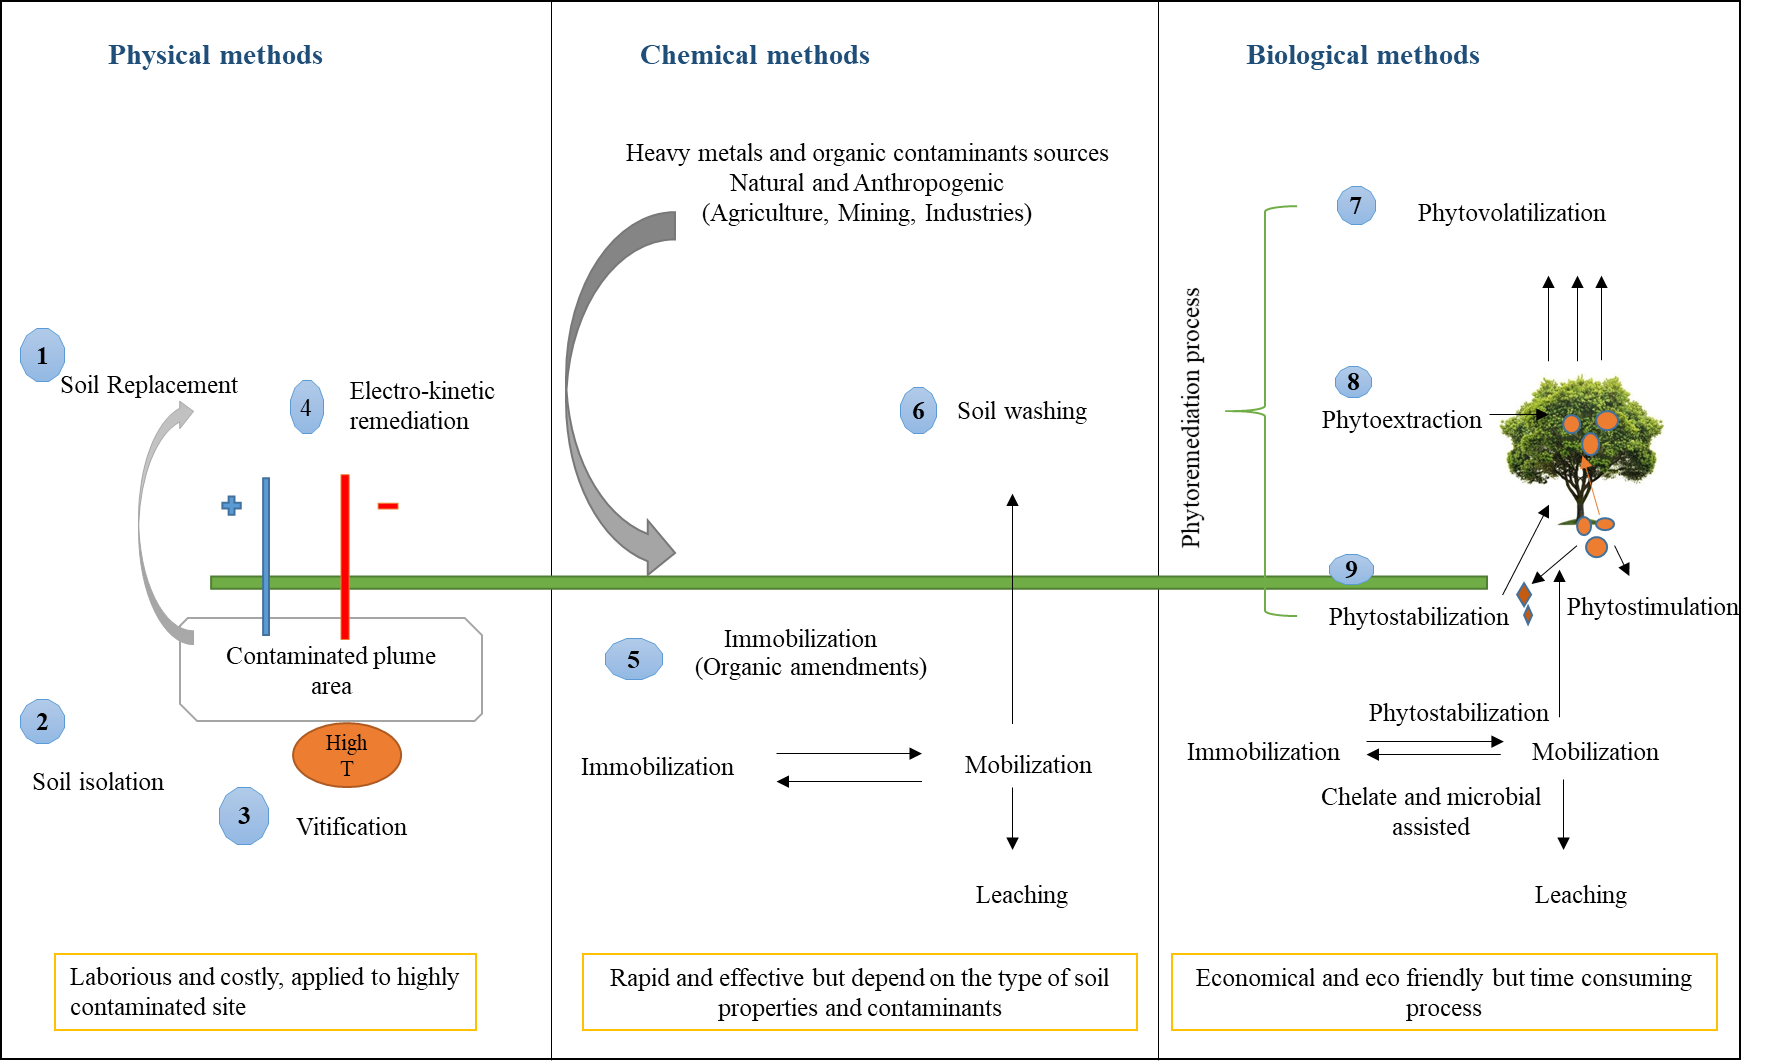 Physical methods
1
Soil Replacement
4
Electro-kinetic
remediation
Contaminated plume
area
2
Soil isolation
High
T
3
Vitification
Laborious and costly, applied to highly
contaminated site
Chemical methods
Heavy metals and organic contaminants sources
Natural and Anthropogenic
(Agriculture, Mining, Industries)
6
Soil washing
5
Immobilization
(Organic amendments)
Immobilization
Mobilization
Leaching
Rapid and effective but depend on the type of soil
properties and contaminants
Biological methods
Phytoremediation process
7
Phytovolatilization
8
Phytoextraction
9
Phytostabilization
Phytostimulation
Phytostabilization
Immobilization
Mobilization
Chelate and microbial
assisted
Leaching
Economical and eco friendly but time consuming
process